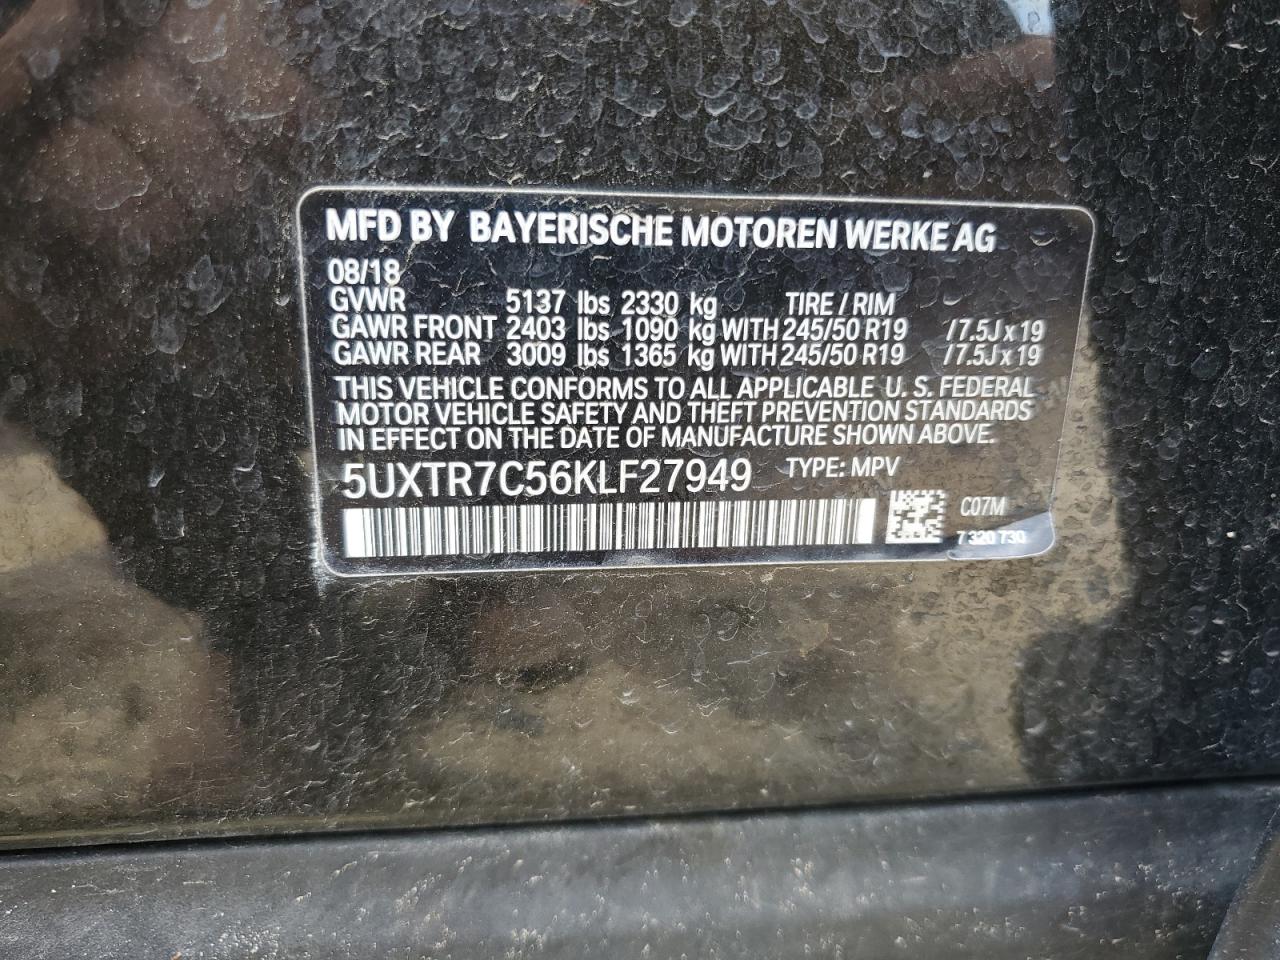 MFD BY BAYERISCHE MOTOREN WERKE AG
08/18
GVWR 5137 lbs 2330 kg TIRE / RIM
GAWR FRONT 2403 lbs 1090 kg WITH 245/50 R19 /7.5J x 19
GAWR REAR 3009 lbs 1365 kg WITH 245/50 R19 /7.5J x 19
THIS VEHICLE CONFORMS TO ALL APPLICABLE U. S. FEDERAL
MOTOR VEHICLE SAFETY AND THEFT PREVENTION STANDARDS
IN EFFECT ON THE DATE OF MANUFACTURE SHOWN ABOVE.
5UXTR7C56KLF27949 TYPE: MPV
C07M
7 320 730